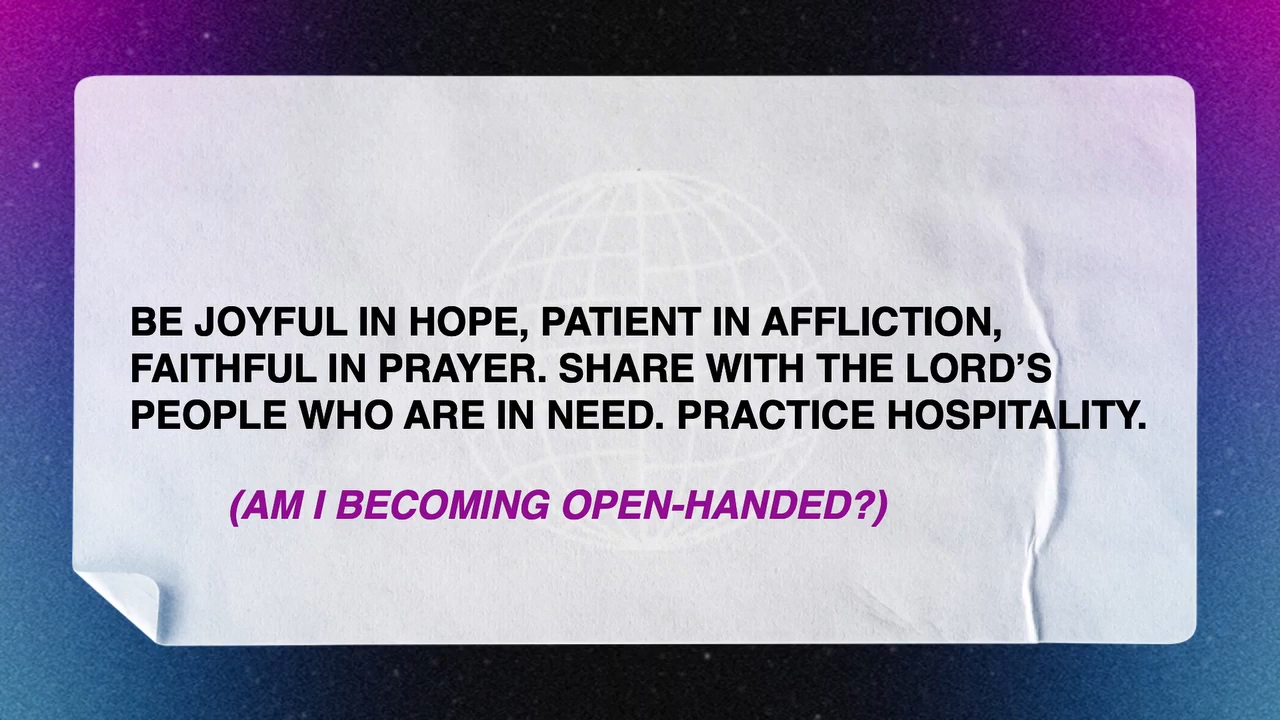 BE JOYFUL IN HOPE, PATIENT IN AFFLICTION,
FAITHFUL IN PRAYER. SHARE WITH THE LORD’S
PEOPLE WHO ARE IN NEED. PRACTICE HOSPITALITY.
(AM I BECOMING OPEN-HANDED?)